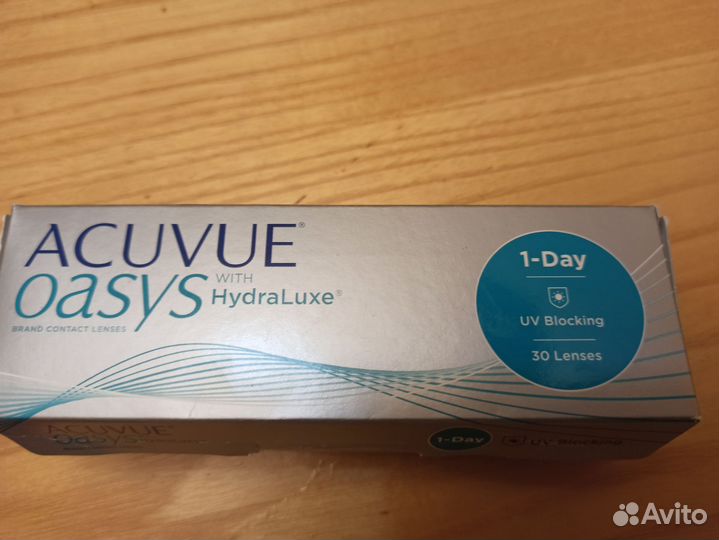 ACUVUE®
oasys WITH HydraLuxe®
BRAND CONTACT LENSES
1-Day
UV Blocking
30 Lenses
ACUVUE®
oasys
1-Day
UV Blocking
Avito